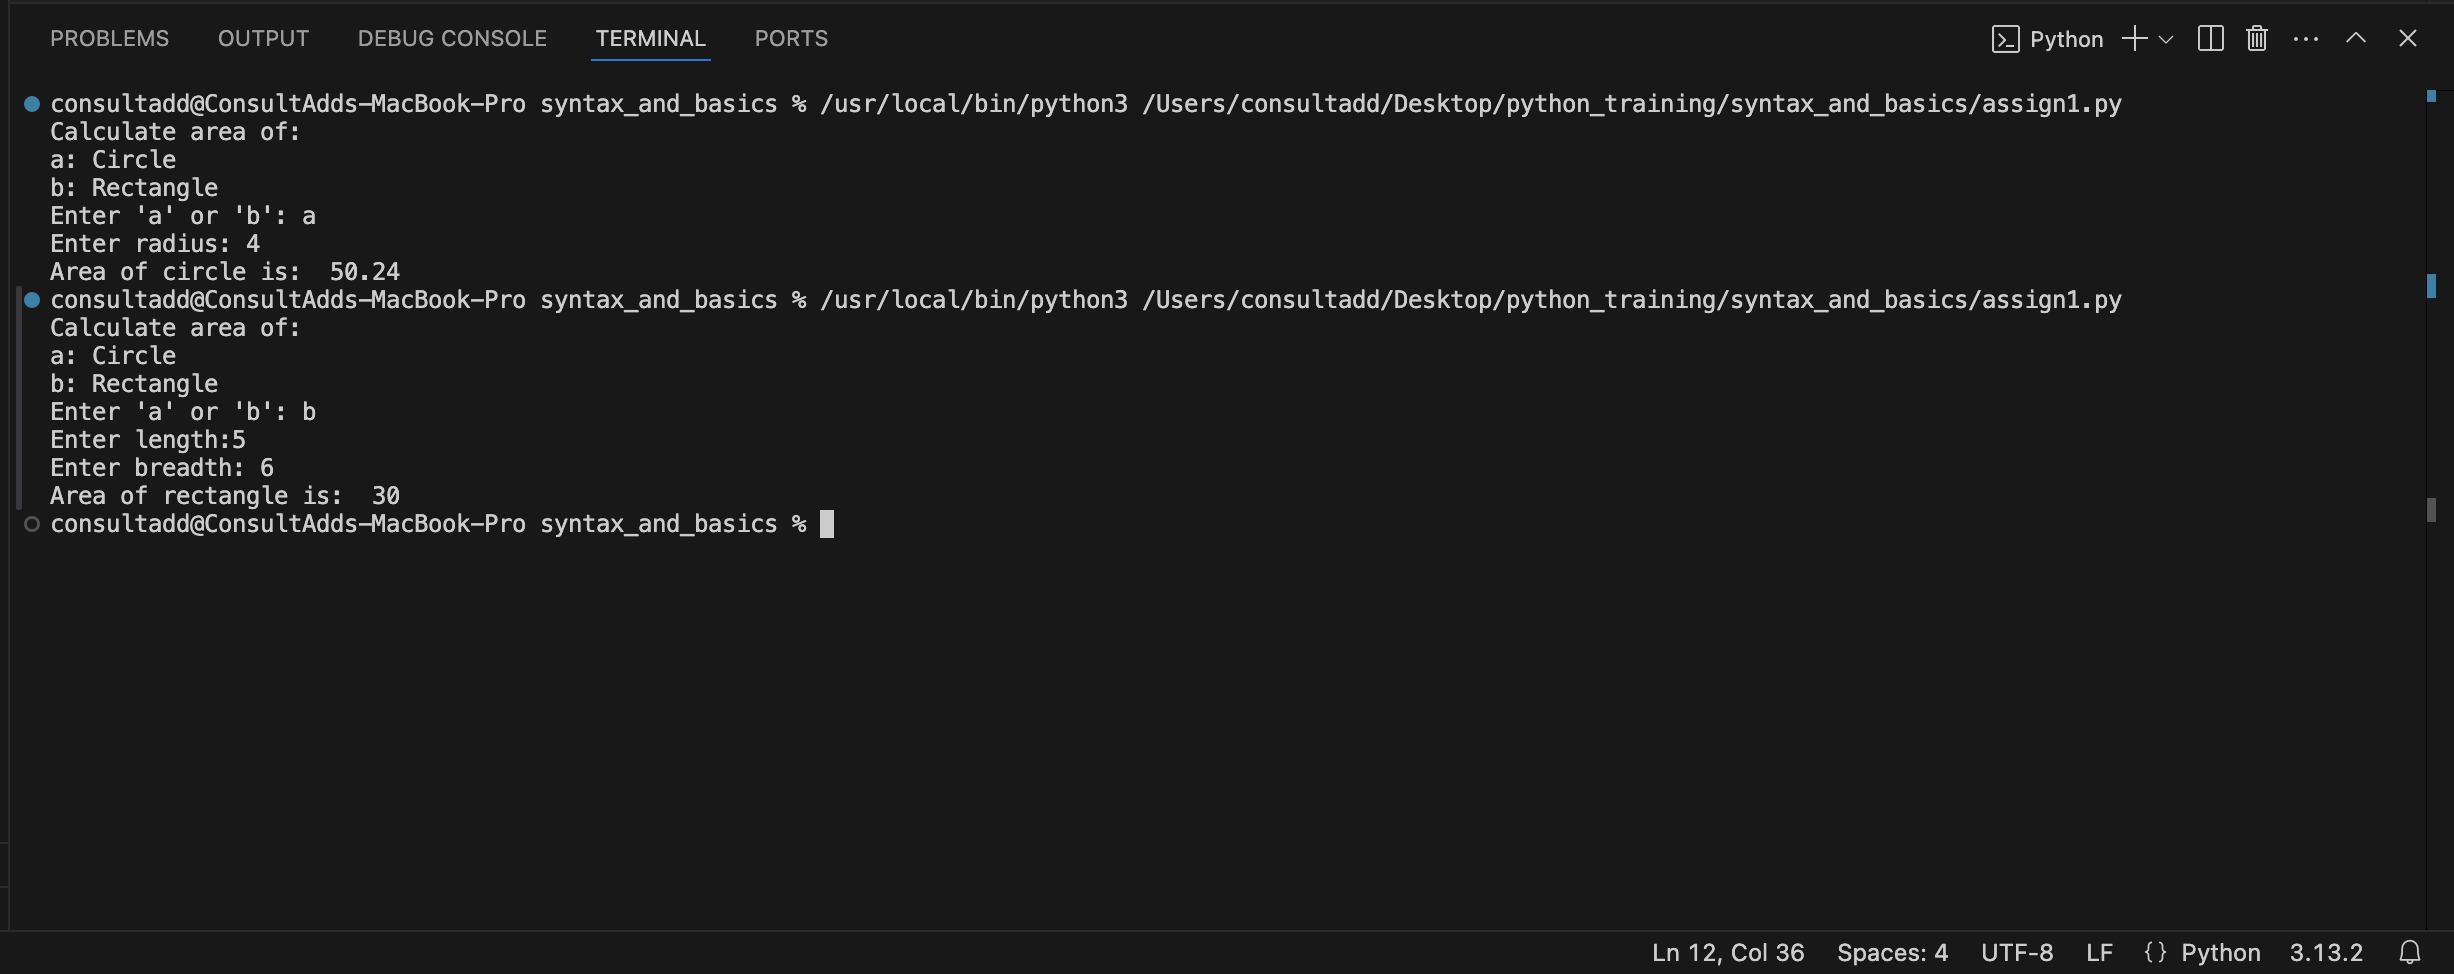 PROBLEMS OUTPUT DEBUG CONSOLE TERMINAL PORTS Python
consultadd@ConsultAdds-MacBook-Pro syntax_and_basics % /usr/local/bin/python3 /Users/consultadd/Desktop/python_training/syntax_and_basics/assign1.py
Calculate area of:
a: Circle
b: Rectangle
Enter 'a' or 'b': a
Enter radius: 4
Area of circle is:  50.24
consultadd@ConsultAdds-MacBook-Pro syntax_and_basics % /usr/local/bin/python3 /Users/consultadd/Desktop/python_training/syntax_and_basics/assign1.py
Calculate area of:
a: Circle
b: Rectangle
Enter 'a' or 'b': b
Enter length:5
Enter breadth: 6
Area of rectangle is:  30
consultadd@ConsultAdds-MacBook-Pro syntax_and_basics %
Ln 12, Col 36 Spaces: 4 UTF-8 LF {} Python 3.13.2